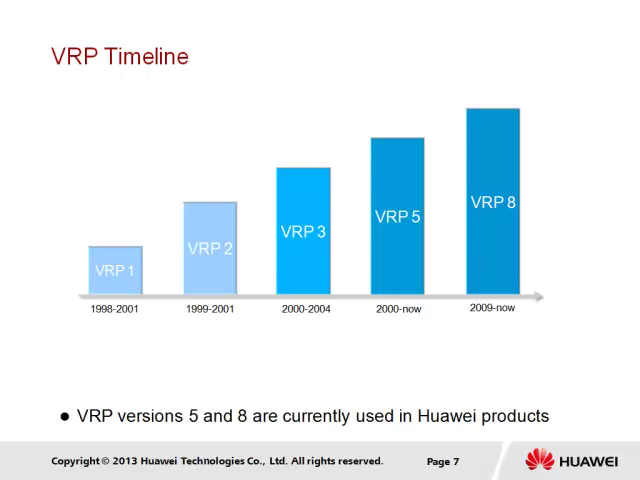 VRP Timeline
VRP 1
VRP 2
VRP 3
VRP 5
VRP 8
1998-2001
1999-2001
2000-2004
2000-now
2009-now
● VRP versions 5 and 8 are currently used in Huawei products
Copyright © 2013 Huawei Technologies Co., Ltd. All rights reserved.
Page 7
HUAWEI